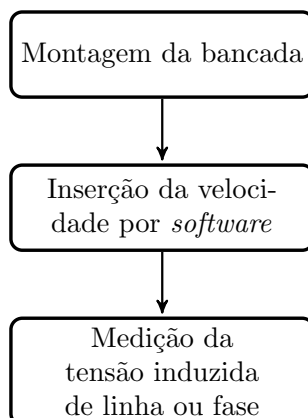 Montagem da bancada
Inserção da veloci-
dade por software
Medição da
tensão induzida
de linha ou fase